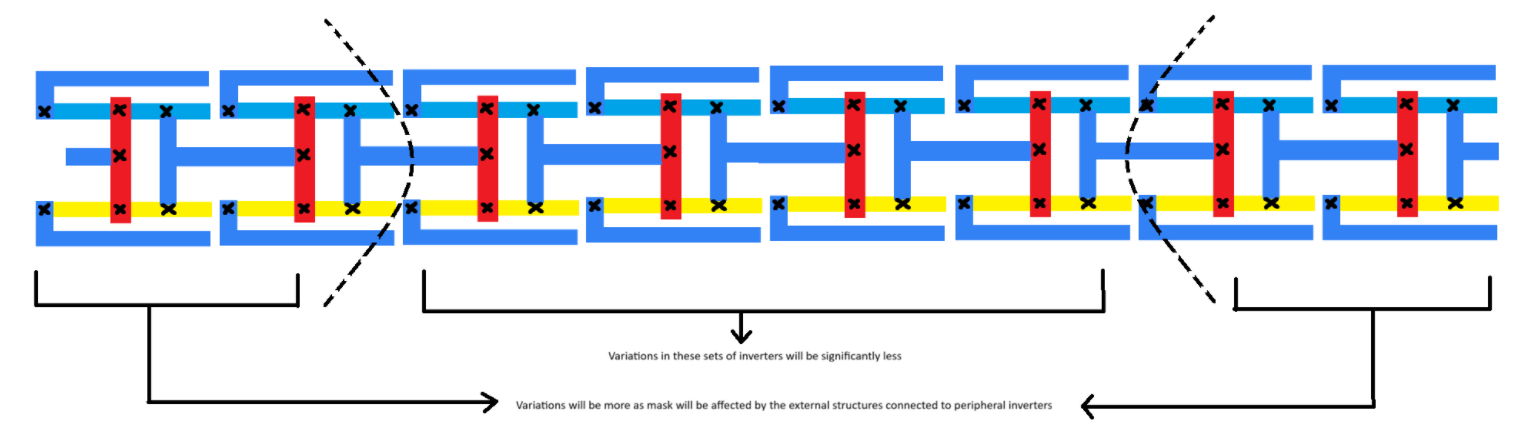 Variations in these sets of inverters will be significantly less
Variations will be more as mask will be affected by the external structures connected to peripheral inverters